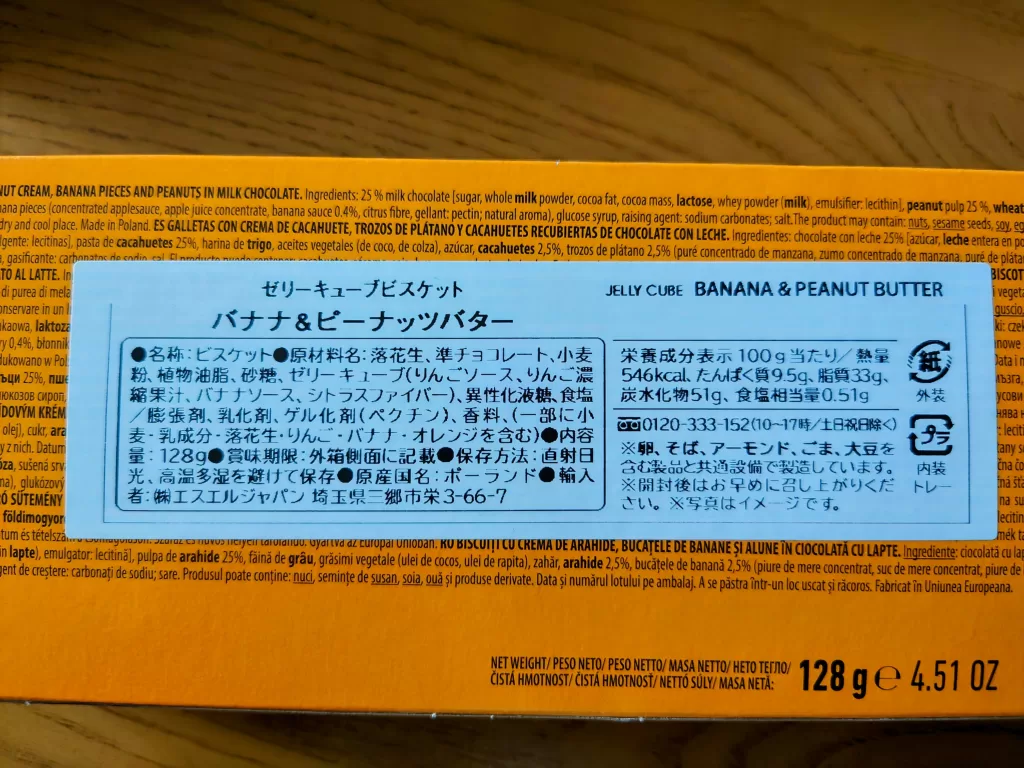 NUT CREAM, BANANA PIECES AND PEANUTS IN MILK CHOCOLATE. Ingredients: 25 % milk chocolate [sugar, whole milk powder, cocoa fat, cocoa mass, lactose, whey powder (milk), emulsifier: lecithin], peanut pulp 25 %, wheat
ana pieces (concentrated applesauce, apple juice concentrate, banana sauce 0.4%, citrus fibre, gellant: pectin; natural aroma), glucose syrup, raising agent: sodium carbonates; salt. The product may contain: nuts, sesame seeds, soy,
dry and cool place. Made in Poland. ES GALLETAS CON CREMA DE CACAHUETE, TROZOS DE PLÁTANO Y CACAHUETES RECUBIERTAS DE CHOCOLATE CON LECHE. Ingredientes: chocolate con leche 25% [azúcar, leche entera en
lgente: lecitinas], pasta de cacahuetes 25%, harina de trigo, aceites vegetales (de coco, de colza), azúcar, cacahuetes 2,5%, trozos de plátano 2,5% (puré concentrado de manzana, zumo concentrado de manzana, puré de
ゼリーキューブビスケット JELLY CUBE BANANA & PEANUT BUTTER
バナナ&ピーナッツバター
●名称:ビスケット●原材料名:落花生、準チョコレート、小麦
粉、植物油脂、砂糖、ゼリーキューブ(りんごソース、りんご濃
縮果汁、バナナソース、シトラスファイバー)、異性化液糖、食塩
/膨張剤、乳化剤、ゲル化剤(ペクチン)、香料、(一部に小
麦・乳成分・落花生・りんご・バナナ・オレンジを含む)●内容
量:128g●賞味期限:外箱側面に記載●保存方法:直射日
光、高温多湿を避けて保存●原産国名:ポーランド●輸入
者:㈱エスエルジャパン 埼玉県三郷市栄3-66-7
栄養成分表示 100g当たり/熱量
546kcal、たんぱく質9.5g、脂質33g、
炭水化物51g、食塩相当量0.51g
0120-333-152(10〜17時/土日祝日除く)
※卵、そば、アーモンド、ごま、大豆を
含む製品と共通設備で製造しています。
※開封後はお早めに召し上がりくだ
さい。※写真はイメージです。
紙
外装
プラ
内装
トレー
RO BISCUIȚI CU CREMĂ DE ARAHIDE, BUCĂȚELE DE BANANE ȘI ALUNE ÎN CIOCOLATĂ CU LAPTE. Ingrediente: ciocolată cu
in lapte), emulgator: lecitină], pulpa de arahide 25%, făină de grâu, grăsimi vegetale (ulei de cocos, ulei de rapita), zahăr, arahide 2,5%, bucățele de banană 2,5% (piure de mere concentrat, suc de mere concentrat, piure de
gent de creștere: carbonați de sodiu; sare. Produsul poate conține: nuci, semințe de susan, soia, ouă și produse derivate. Data și numărul lotului pe ambalaj. A se păstra într-un loc uscat și răcoros. Fabricat în Uniunea Europeana.
NET WEIGHT/ PESO NETO/ PESO NETTO/ MASA NETTO/ НЕТО ТЕГЛО/
ČISTÁ HMOTNOST/ ČISTÁ HMOTNOSŤ/ NETTÓ SÚLY/ MASA NETĂ:
128 g ℮ 4.51 OZ